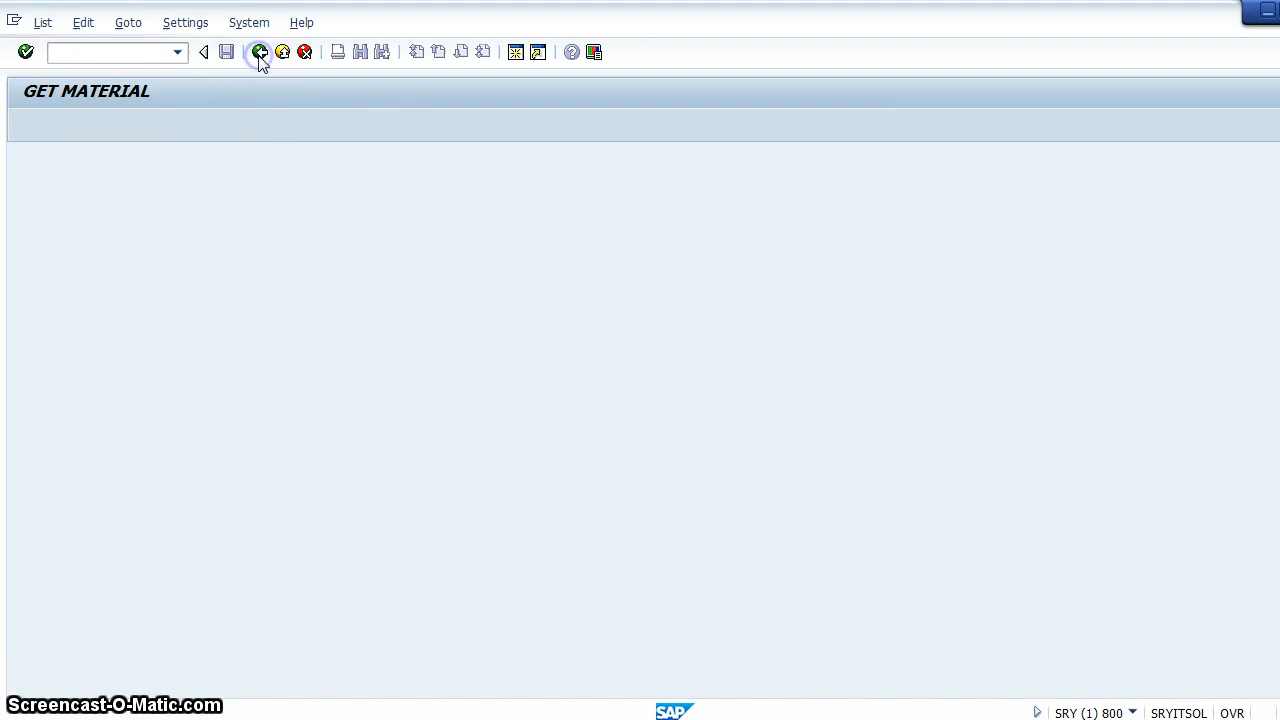 List Edit Goto Settings System Help
GET MATERIAL
Screencast-O-Matic.com
SAP SRY (1) 800 SRYITSOL OVR